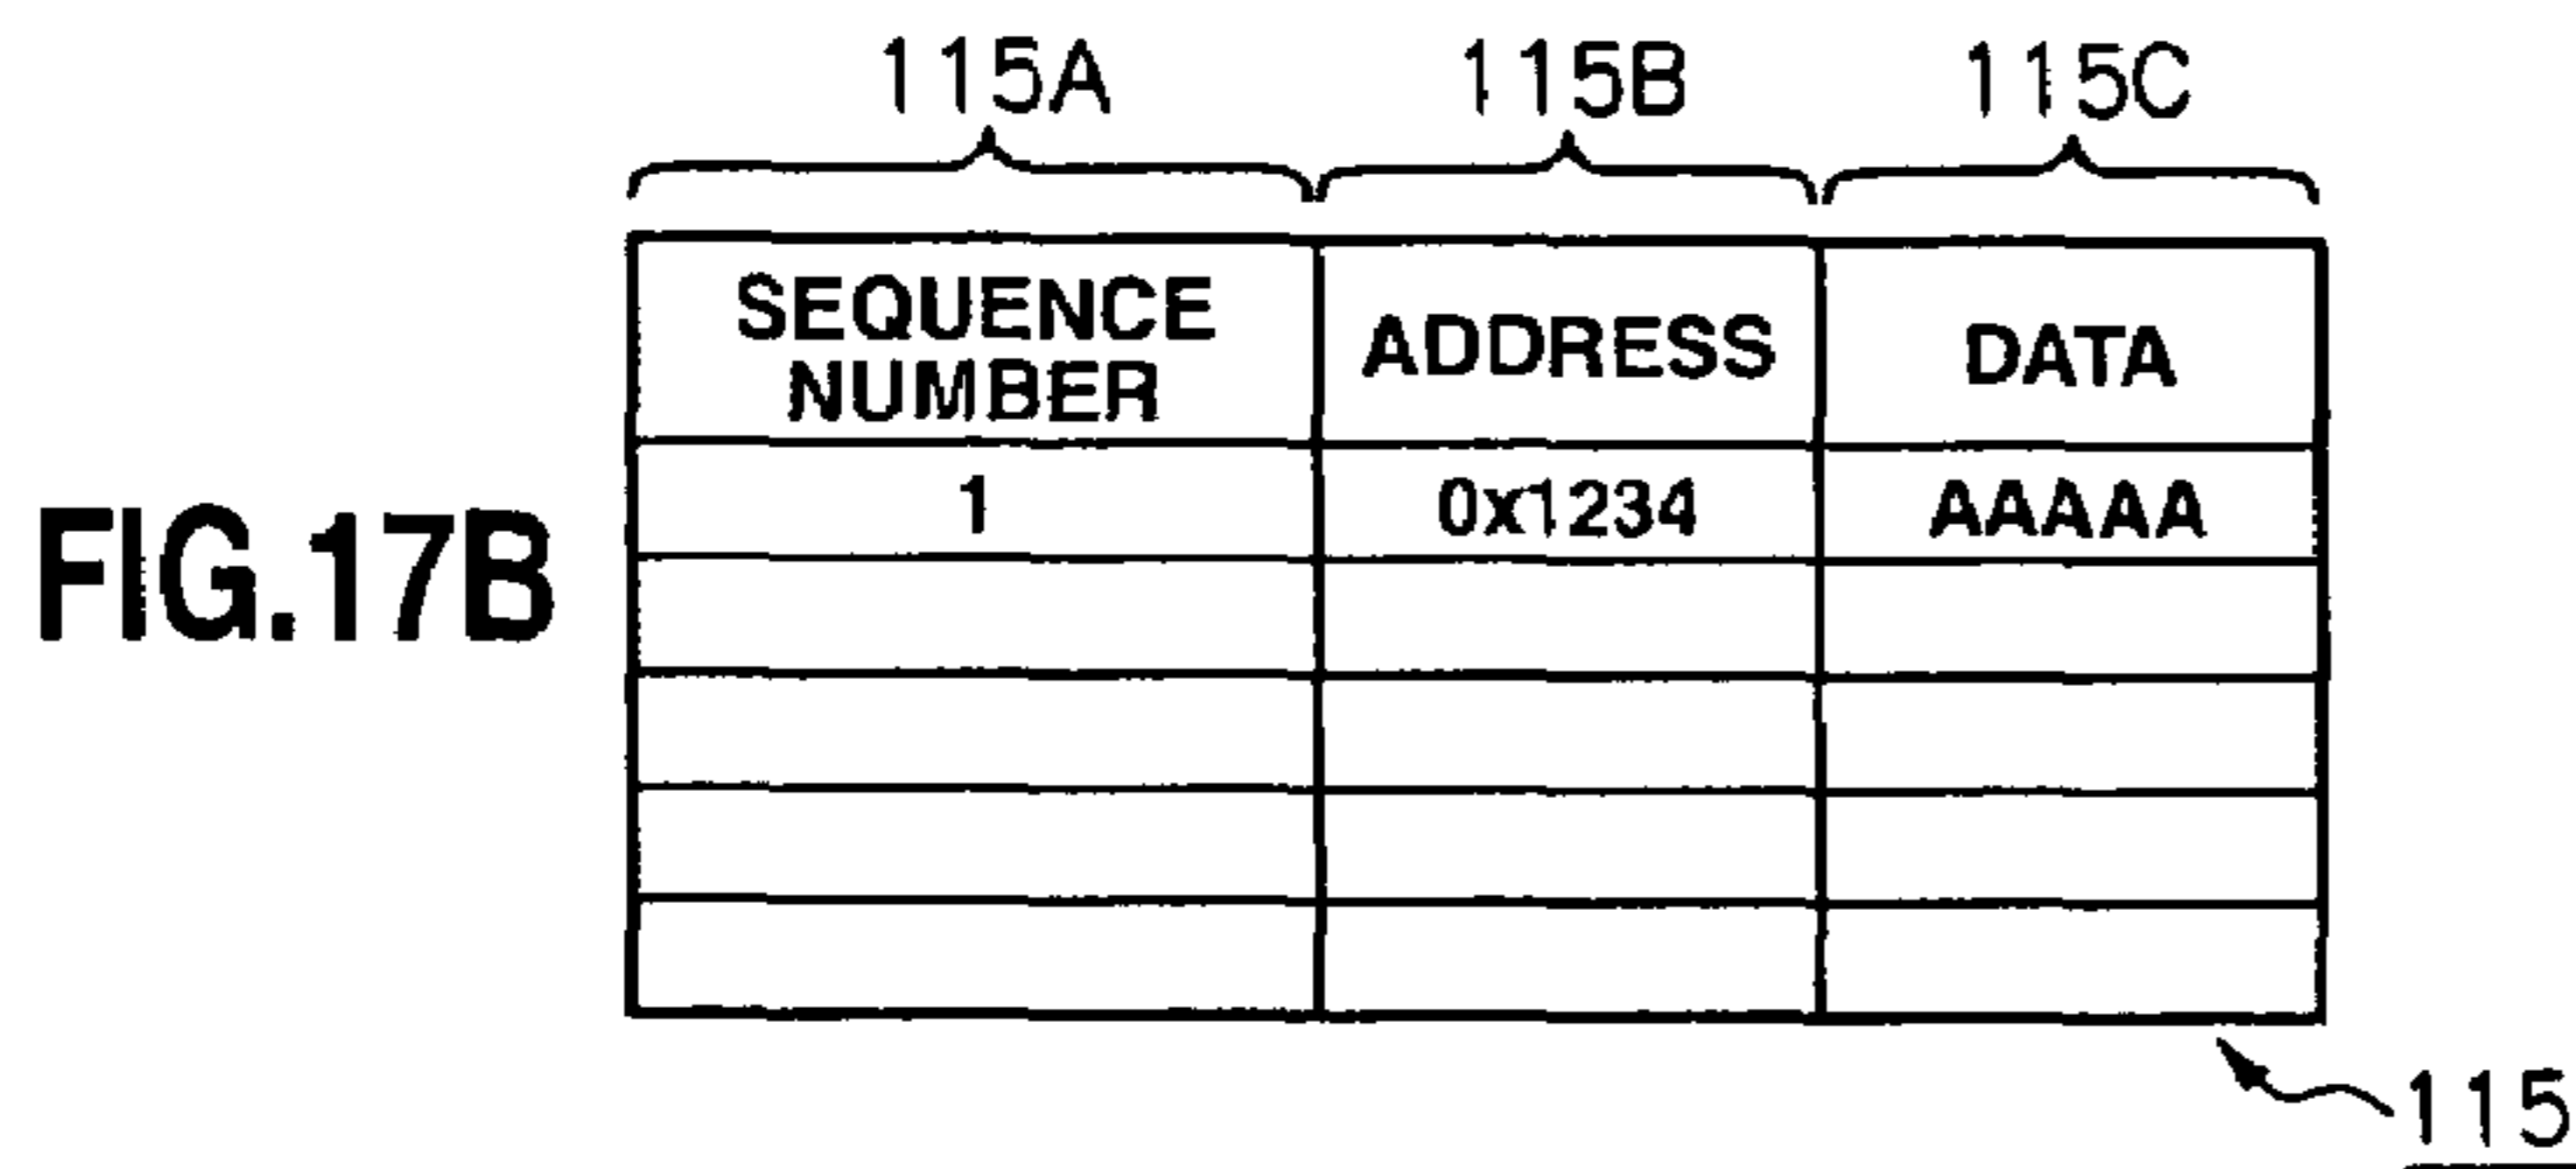 115A 115B 115C
SEQUENCE NUMBER ADDRESS DATA
1 0x1234 AAAAA
FIG.17B
115